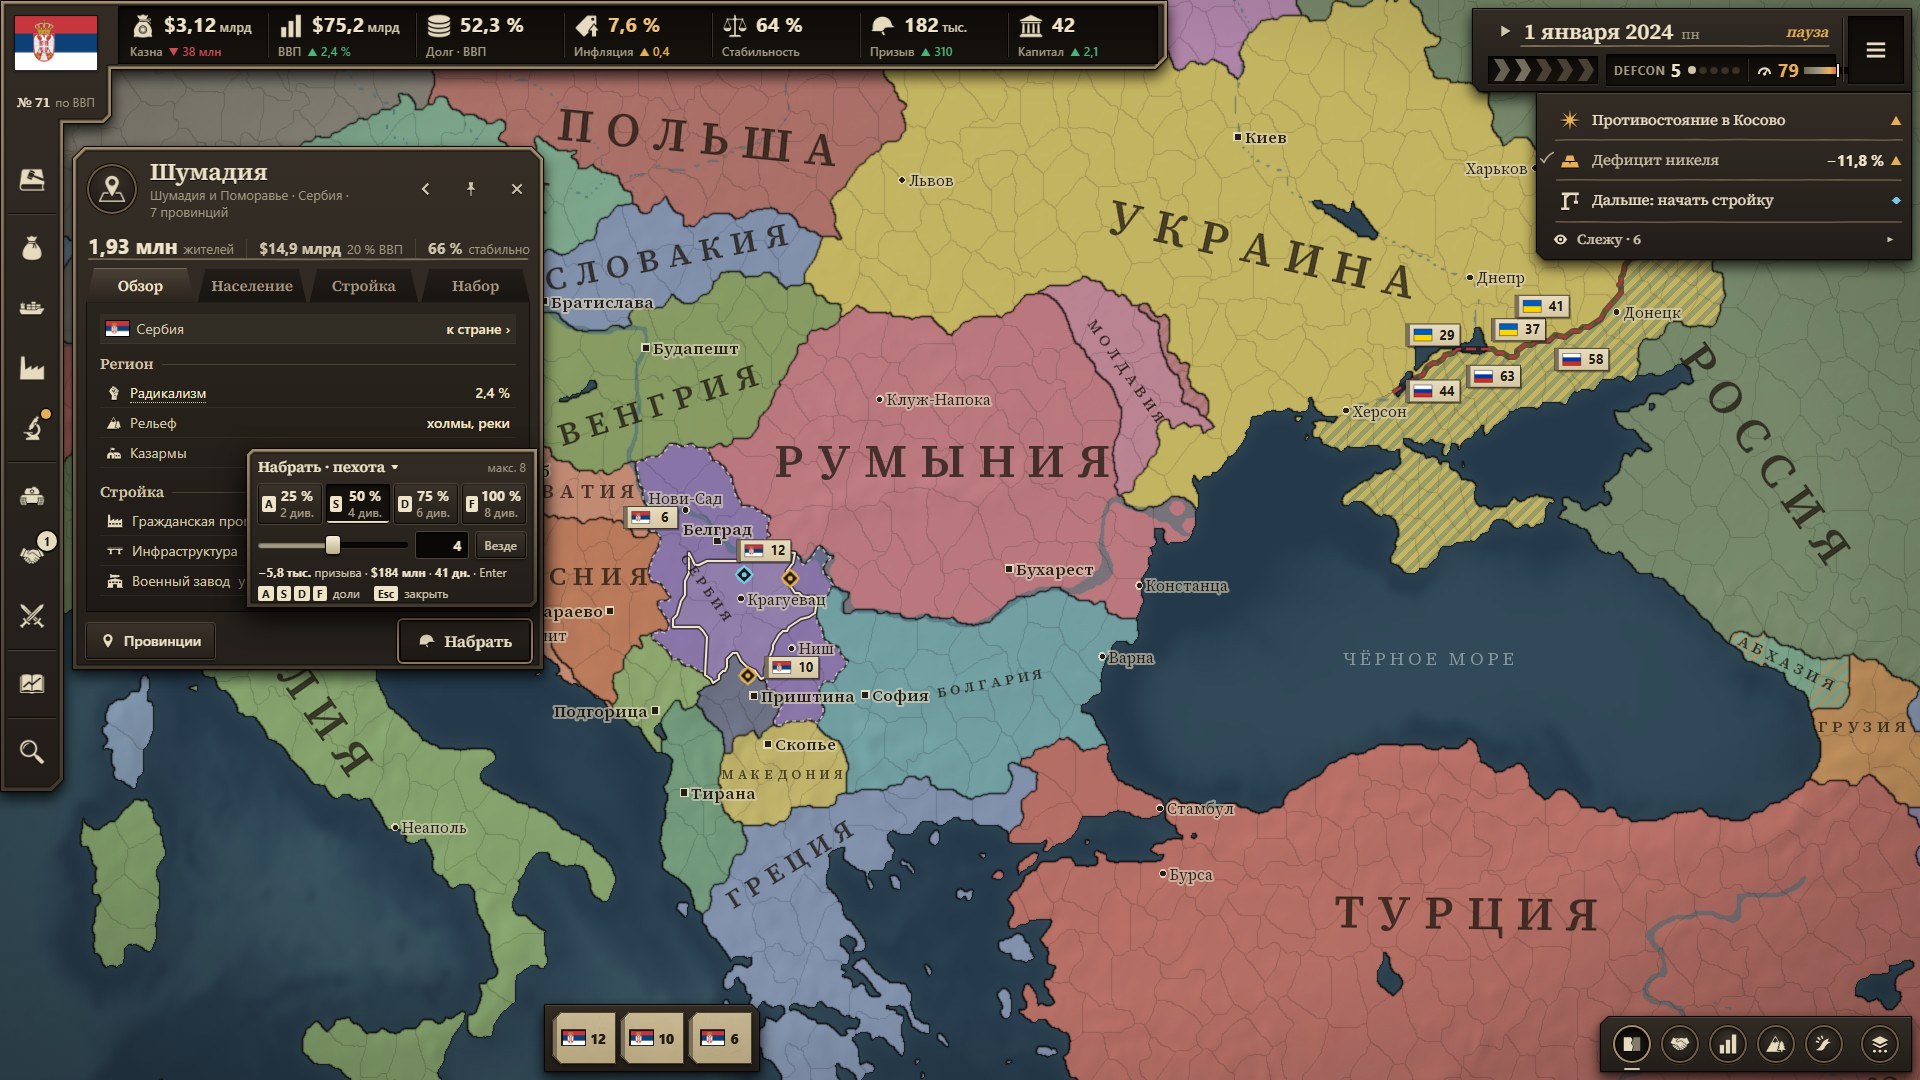 $3,12 млрд
Казна ▼ 38 млн
$75,2 млрд
ВВП ▲ 2,4 %
52,3 %
Долг · ВВП
7,6 %
Инфляция ▲ 0,4
64 %
Стабильность
182 тыс.
Призыв ▲ 310
42
Капитал ▲ 2,1
№ 71 по ВВП
1 января 2024 пн
пауза
DEFCON 5
79
Противостояние в Косово
Дефицит никеля
−11,8 %
Дальше: начать стройку
Слежу · 6
Шумадия
Шумадия и Поморавье · Сербия ·
7 провинций
1,93 млн жителей
$14,9 млрд 20 % ВВП
66 % стабильно
Обзор
Население
Стройка
Набор
Сербия
к стране ›
Регион
Радикализм
2,4 %
Рельеф
холмы, реки
Казармы
Стройка
Гражданская
Инфраструктура
Военный завод
Провинции
Набрать
Набрать · пехота
макс. 8
A 25 %
2 див.
S 50 %
4 див.
D 75 %
6 див.
F 100 %
8 див.
4
Везде
−5,8 тыс. призыва · $184 млн · 41 дн. · Enter
A S D F доли
Esc закрыть
1
ПОЛЬША
СЛОВАКИЯ
УКРАИНА
ВЕНГРИЯ
РУМЫНИЯ
МОЛДАВИЯ
РОССИЯ
СЕРБИЯ
БОЛГАРИЯ
МАКЕДОНИЯ
ГРЕЦИЯ
ТУРЦИЯ
АБХАЗИЯ
ГРУЗИЯ
ЧЁРНОЕ МОРЕ
ВАТИЯ
СНИЯ
ЛИЯ
Киев
Харьков
Львов
Днепр
Донецк
Херсон
Братислава
Будапешт
Клуж-Напока
Бухарест
Констанца
Нови-Сад
Белград
Крагуевац
Ниш
Приштина
София
Варна
Подгорица
араево
ит
Скопье
Тирана
Неаполь
Стамбул
Бурса
41
29
37
58
63
44
6
12
10
12
10
6